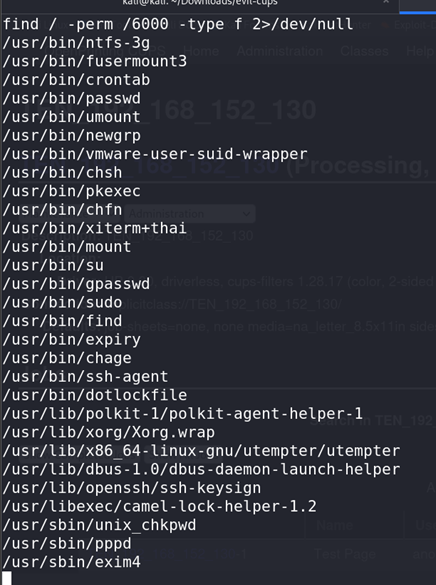 kali@kali: ~/Downloads/evil-cups
find / -perm /6000 -type f 2>/dev/null
/usr/bin/ntfs-3g
/usr/bin/fusermount3
/usr/bin/crontab
/usr/bin/passwd
/usr/bin/umount
/usr/bin/newgrp
/usr/bin/vmware-user-suid-wrapper
/usr/bin/chsh
/usr/bin/pkexec
/usr/bin/chfn
/usr/bin/xiterm+thai
/usr/bin/mount
/usr/bin/su
/usr/bin/gpasswd
/usr/bin/sudo
/usr/bin/find
/usr/bin/expiry
/usr/bin/chage
/usr/bin/ssh-agent
/usr/bin/dotlockfile
/usr/lib/polkit-1/polkit-agent-helper-1
/usr/lib/xorg/Xorg.wrap
/usr/lib/x86_64-linux-gnu/utempter/utempter
/usr/lib/dbus-1.0/dbus-daemon-launch-helper
/usr/lib/openssh/ssh-keysign
/usr/libexec/camel-lock-helper-1.2
/usr/sbin/unix_chkpwd
/usr/sbin/pppd
/usr/sbin/exim4